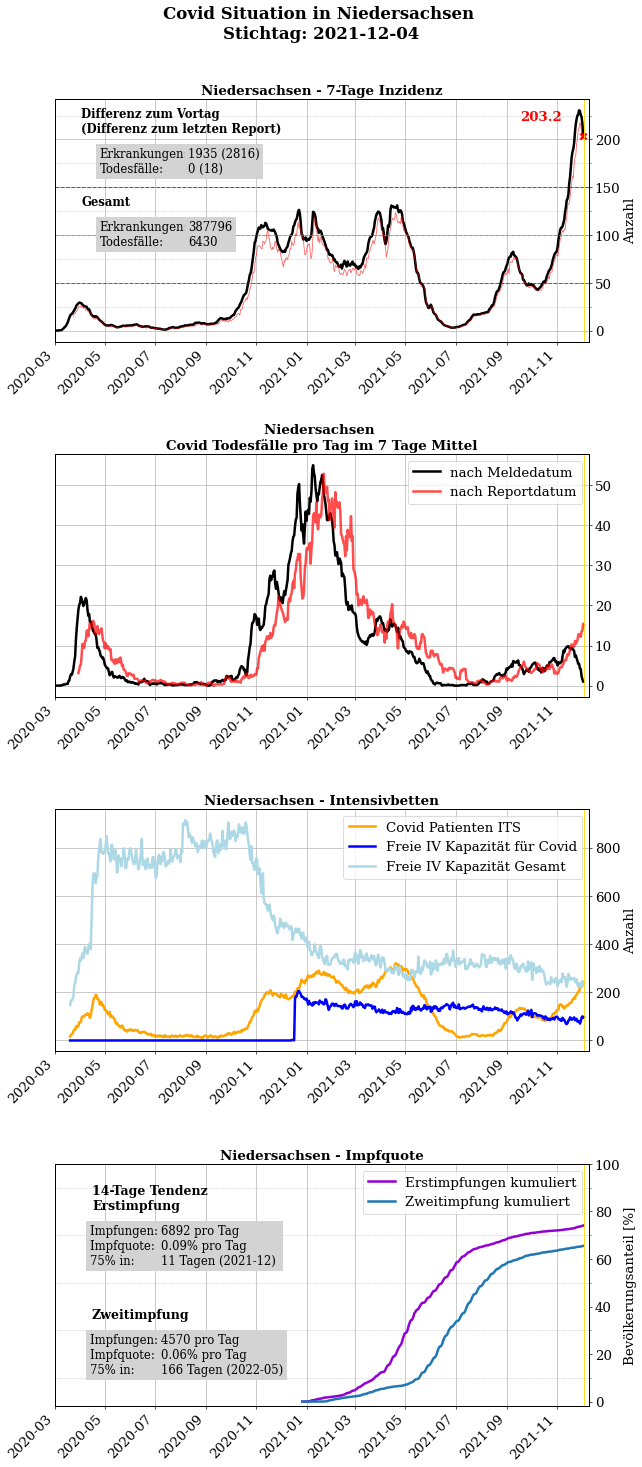 Covid Situation in Niedersachsen
Stichtag: 2021-12-04
Niedersachsen - 7-Tage Inzidenz
Differenz zum Vortag
(Differenz zum letzten Report)
Erkrankungen 1935 (2816)
Todesfälle: 0 (18)
Gesamt
Erkrankungen 387796
Todesfälle: 6430
203.2
200
150
100
50
0
Anzahl
2020-03
2020-05
2020-07
2020-09
2020-11
2021-01
2021-03
2021-05
2021-07
2021-09
2021-11
Niedersachsen
Covid Todesfälle pro Tag im 7 Tage Mittel
nach Meldedatum
nach Reportdatum
50
40
30
20
10
0
2020-03
2020-05
2020-07
2020-09
2020-11
2021-01
2021-03
2021-05
2021-07
2021-09
2021-11
Niedersachsen - Intensivbetten
Covid Patienten ITS
Freie IV Kapazität für Covid
Freie IV Kapazität Gesamt
800
600
400
200
0
Anzahl
2020-03
2020-05
2020-07
2020-09
2020-11
2021-01
2021-03
2021-05
2021-07
2021-09
2021-11
Niedersachsen - Impfquote
14-Tage Tendenz
Erstimpfung
Impfungen: 6892 pro Tag
Impfquote: 0.09% pro Tag
75% in: 11 Tagen (2021-12)
Zweitimpfung
Impfungen: 4570 pro Tag
Impfquote: 0.06% pro Tag
75% in: 166 Tagen (2022-05)
Erstimpfungen kumuliert
Zweitimpfung kumuliert
100
80
60
40
20
0
Bevölkerungsanteil [%]
2020-03
2020-05
2020-07
2020-09
2020-11
2021-01
2021-03
2021-05
2021-07
2021-09
2021-11